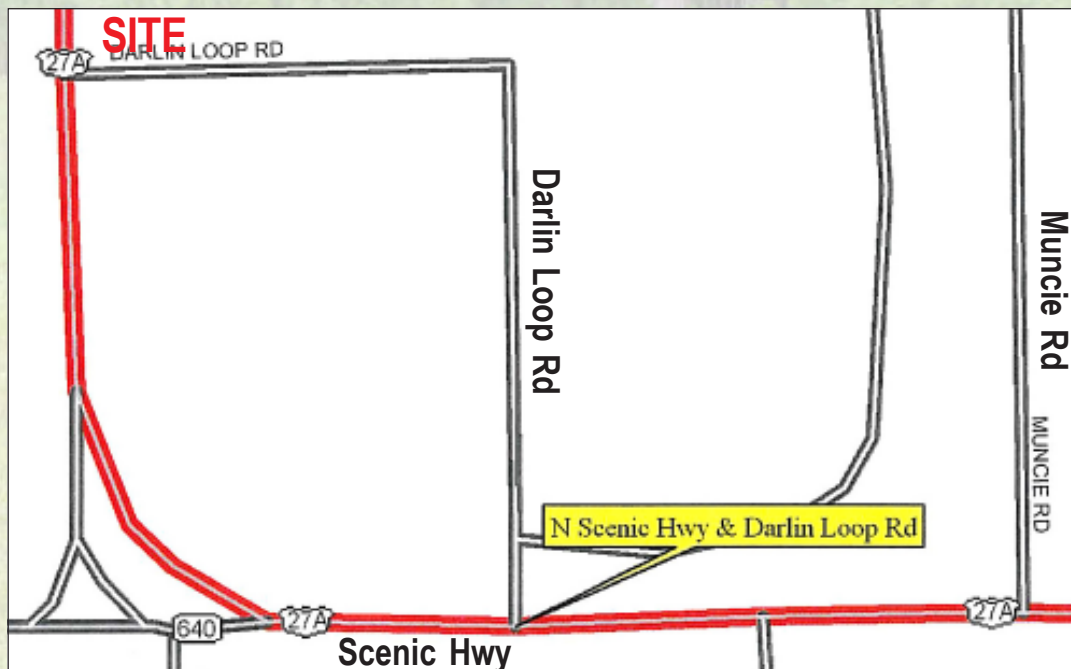 SITE
DARLIN LOOP RD
27A
Darlin Loop Rd
Muncie Rd
MUNCIE RD
N Scenic Hwy & Darlin Loop Rd
640
27A
27A
Scenic Hwy